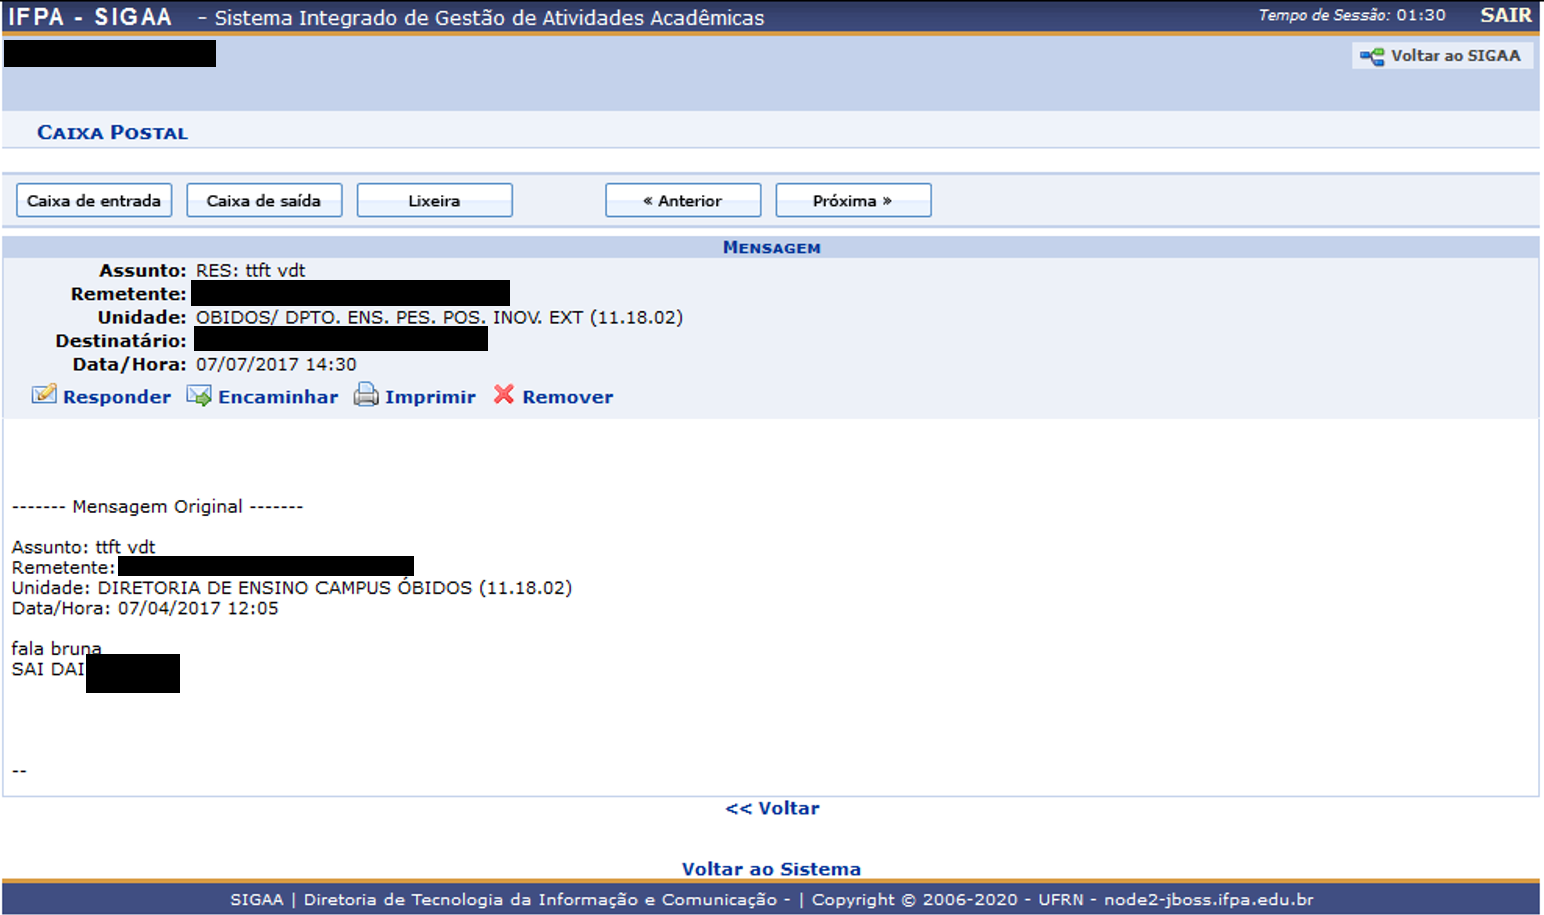 IFPA - SIGAA - Sistema Integrado de Gestão de Atividades Acadêmicas Tempo de Sessão: 01:30 SAIR
Voltar ao SIGAA
CAIXA POSTAL
Caixa de entrada Caixa de saída Lixeira « Anterior Próxima »
MENSAGEM
Assunto: RES: ttft vdt
Remetente:
Unidade: OBIDOS/ DPTO. ENS. PES. POS. INOV. EXT (11.18.02)
Destinatário:
Data/Hora: 07/07/2017 14:30
Responder Encaminhar Imprimir Remover
------- Mensagem Original -------
Assunto: ttft vdt
Remetente:
Unidade: DIRETORIA DE ENSINO CAMPUS ÓBIDOS (11.18.02)
Data/Hora: 07/04/2017 12:05
fala bruna
SAI DAI
--
<< Voltar
Voltar ao Sistema
SIGAA | Diretoria de Tecnologia da Informação e Comunicação - | Copyright © 2006-2020 - UFRN - node2-jboss.ifpa.edu.br